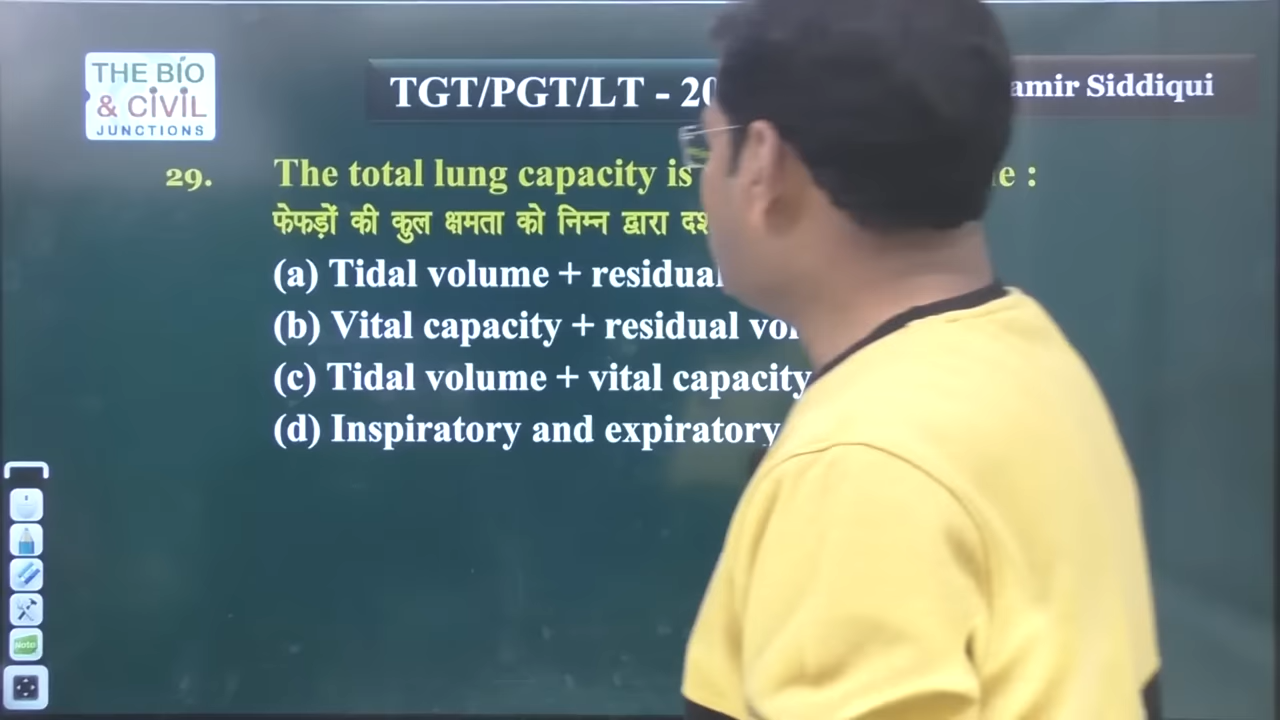 THE BIO
& CIVIL
JUNCTIONS
TGT/PGT/LT - 20
amir Siddiqui
29. The total lung capacity is
फेफड़ों की कुल क्षमता को निम्न द्वारा
(a) Tidal volume + residual
(b) Vital capacity + residual
(c) Tidal volume + vital capacity
(d) Inspiratory and expiratory
Note